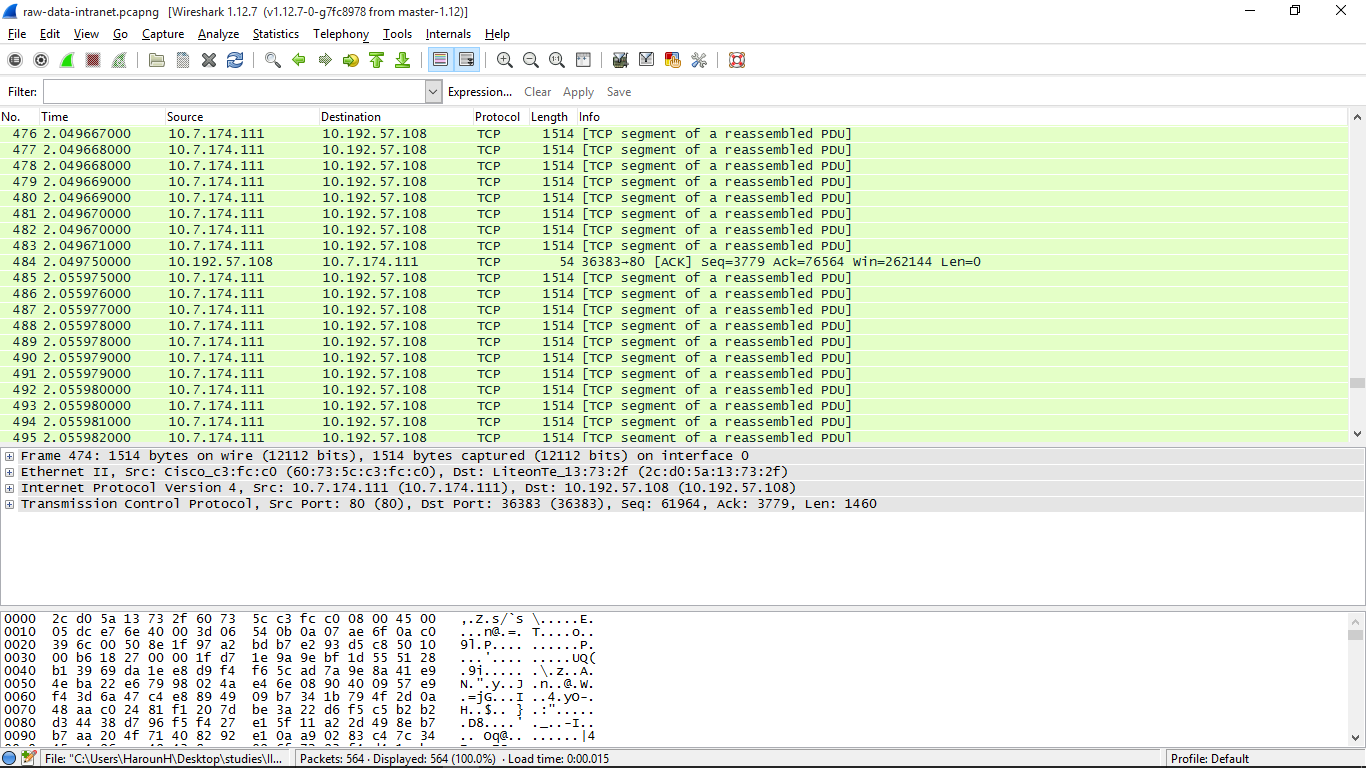 raw-data-intranet.pcapng [Wireshark 1.12.7 (v1.12.7-0-g7fc8978 from master-1.12)]
File Edit View Go Capture Analyze Statistics Telephony Tools Internals Help
Filter: Expression... Clear Apply Save
No. Time Source Destination Protocol Length Info
476 2.049667000 10.7.174.111 10.192.57.108 TCP 1514 [TCP segment of a reassembled PDU]
477 2.049668000 10.7.174.111 10.192.57.108 TCP 1514 [TCP segment of a reassembled PDU]
478 2.049668000 10.7.174.111 10.192.57.108 TCP 1514 [TCP segment of a reassembled PDU]
479 2.049669000 10.7.174.111 10.192.57.108 TCP 1514 [TCP segment of a reassembled PDU]
480 2.049669000 10.7.174.111 10.192.57.108 TCP 1514 [TCP segment of a reassembled PDU]
481 2.049670000 10.7.174.111 10.192.57.108 TCP 1514 [TCP segment of a reassembled PDU]
482 2.049670000 10.7.174.111 10.192.57.108 TCP 1514 [TCP segment of a reassembled PDU]
483 2.049671000 10.7.174.111 10.192.57.108 TCP 1514 [TCP segment of a reassembled PDU]
484 2.049750000 10.192.57.108 10.7.174.111 TCP 54 36383→80 [ACK] Seq=3779 Ack=76564 Win=262144 Len=0
485 2.055975000 10.7.174.111 10.192.57.108 TCP 1514 [TCP segment of a reassembled PDU]
486 2.055976000 10.7.174.111 10.192.57.108 TCP 1514 [TCP segment of a reassembled PDU]
487 2.055977000 10.7.174.111 10.192.57.108 TCP 1514 [TCP segment of a reassembled PDU]
488 2.055978000 10.7.174.111 10.192.57.108 TCP 1514 [TCP segment of a reassembled PDU]
489 2.055978000 10.7.174.111 10.192.57.108 TCP 1514 [TCP segment of a reassembled PDU]
490 2.055979000 10.7.174.111 10.192.57.108 TCP 1514 [TCP segment of a reassembled PDU]
491 2.055979000 10.7.174.111 10.192.57.108 TCP 1514 [TCP segment of a reassembled PDU]
492 2.055980000 10.7.174.111 10.192.57.108 TCP 1514 [TCP segment of a reassembled PDU]
493 2.055980000 10.7.174.111 10.192.57.108 TCP 1514 [TCP segment of a reassembled PDU]
494 2.055981000 10.7.174.111 10.192.57.108 TCP 1514 [TCP segment of a reassembled PDU]
495 2.055982000 10.7.174.111 10.192.57.108 TCP 1514 [TCP segment of a reassembled PDU]
Frame 474: 1514 bytes on wire (12112 bits), 1514 bytes captured (12112 bits) on interface 0
Ethernet II, Src: Cisco_c3:fc:c0 (60:73:5c:c3:fc:c0), Dst: LiteonTe_13:73:2f (2c:d0:5a:13:73:2f)
Internet Protocol Version 4, Src: 10.7.174.111 (10.7.174.111), Dst: 10.192.57.108 (10.192.57.108)
Transmission Control Protocol, Src Port: 80 (80), Dst Port: 36383 (36383), Seq: 61964, Ack: 3779, Len: 1460
0000 2c d0 5a 13 73 2f 60 73 5c c3 fc c0 08 00 45 00 ,.Z.s/`s \.....E.
0010 05 dc e7 6e 40 00 3d 06 54 0b 0a 07 ae 6f 0a c0 ...n@.=. T....o..
0020 39 6c 00 50 8e 1f 97 a2 bd b7 e2 93 d5 c8 50 10 9l.P.... ......P.
0030 00 b6 18 27 00 00 1f d7 1e 9a 9e bf 1d 55 51 28 ...'.... .....UQ(
0040 b1 39 69 da 1e e8 d9 f4 f6 5c ad 7a 9e 8a 41 e9 .9i..... .\.z..A.
0050 4e ba 22 e6 79 98 02 4a e4 6e 08 90 40 09 57 e9 N.".y..J .n..@.W.
0060 f4 3d 6a 47 c4 e8 89 49 09 b7 34 1b 79 4f 2d 0a .=jG...I ..4.yO-.
0070 48 aa c0 24 81 f1 20 7d be 3a 22 d6 f5 c5 b2 b2 H..$.. } .:".....
0080 d3 44 38 d7 96 f5 f4 27 e1 5f 11 a2 2d 49 8e b7 .D8....' ._..-I..
0090 b7 aa 20 4f 71 40 82 92 e1 0a a9 02 83 c4 7c 34 .. Oq@.. ......|4
File: "C:\Users\HarounH\Desktop\studies\II... Packets: 564 · Displayed: 564 (100.0%) · Load time: 0:00.015 Profile: Default